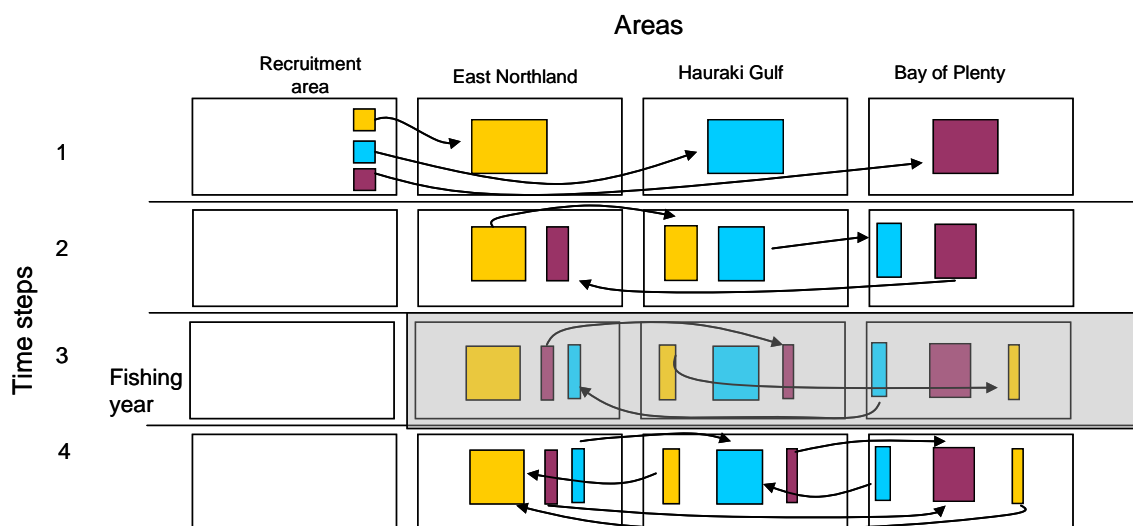 Areas
Recruitment
area
East Northland
Hauraki Gulf
Bay of Plenty
Time steps
1
2
3
Fishing
year
4